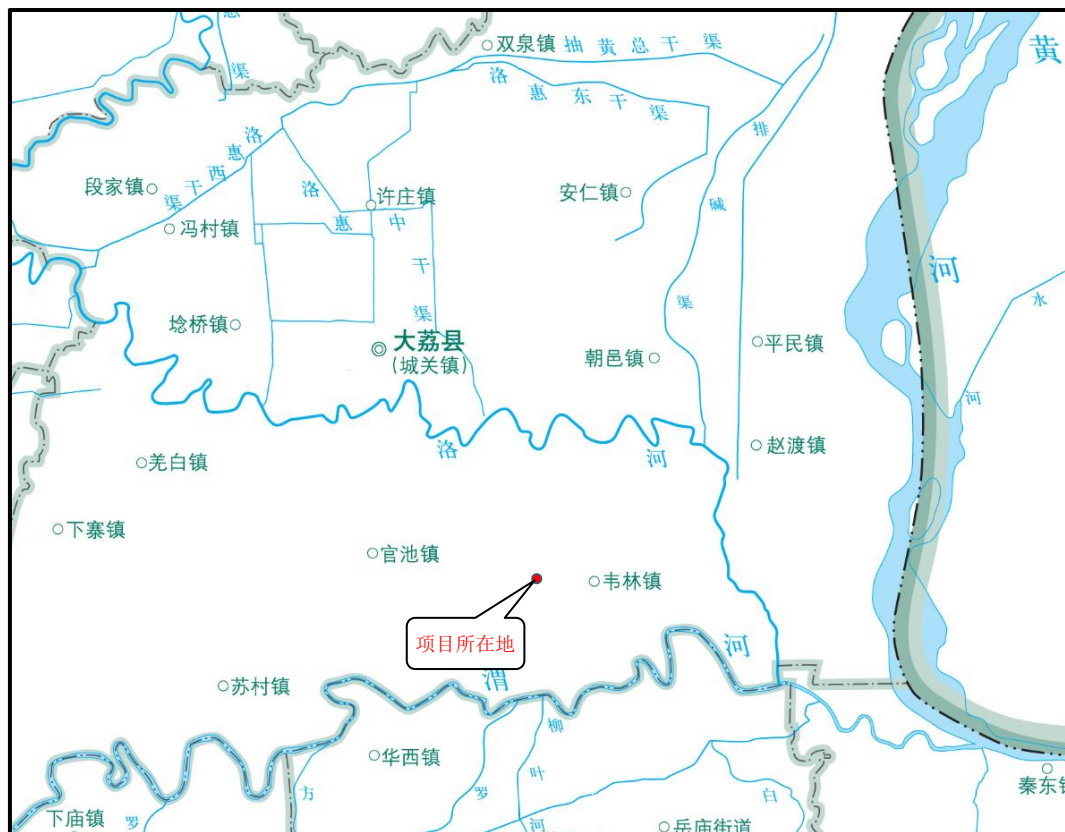 惠
渠
双泉镇
抽黄总干渠
黄
洛惠东干渠
排碱渠
洛惠西干渠
段家镇
许庄镇
安仁镇
冯村镇
洛惠中干渠
河
水
河
埝桥镇
大荔县
(城关镇)
朝邑镇
平民镇
洛河
赵渡镇
羌白镇
下寨镇
官池镇
韦林镇
项目所在地
渭河
苏村镇
柳叶河
华西镇
秦东镇
方
罗
白
下庙镇
罗
岳庙街道